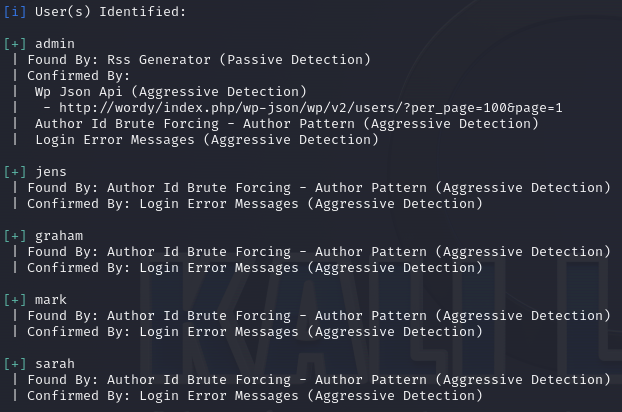 [i] User(s) Identified:
[+] admin
| Found By: Rss Generator (Passive Detection)
| Confirmed By:
|  Wp Json Api (Aggressive Detection)
|   - http://wordy/index.php/wp-json/wp/v2/users/?per_page=100&page=1
|  Author Id Brute Forcing - Author Pattern (Aggressive Detection)
|  Login Error Messages (Aggressive Detection)
[+] jens
| Found By: Author Id Brute Forcing - Author Pattern (Aggressive Detection)
| Confirmed By: Login Error Messages (Aggressive Detection)
[+] graham
| Found By: Author Id Brute Forcing - Author Pattern (Aggressive Detection)
| Confirmed By: Login Error Messages (Aggressive Detection)
[+] mark
| Found By: Author Id Brute Forcing - Author Pattern (Aggressive Detection)
| Confirmed By: Login Error Messages (Aggressive Detection)
[+] sarah
| Found By: Author Id Brute Forcing - Author Pattern (Aggressive Detection)
| Confirmed By: Login Error Messages (Aggressive Detection)
KALI L